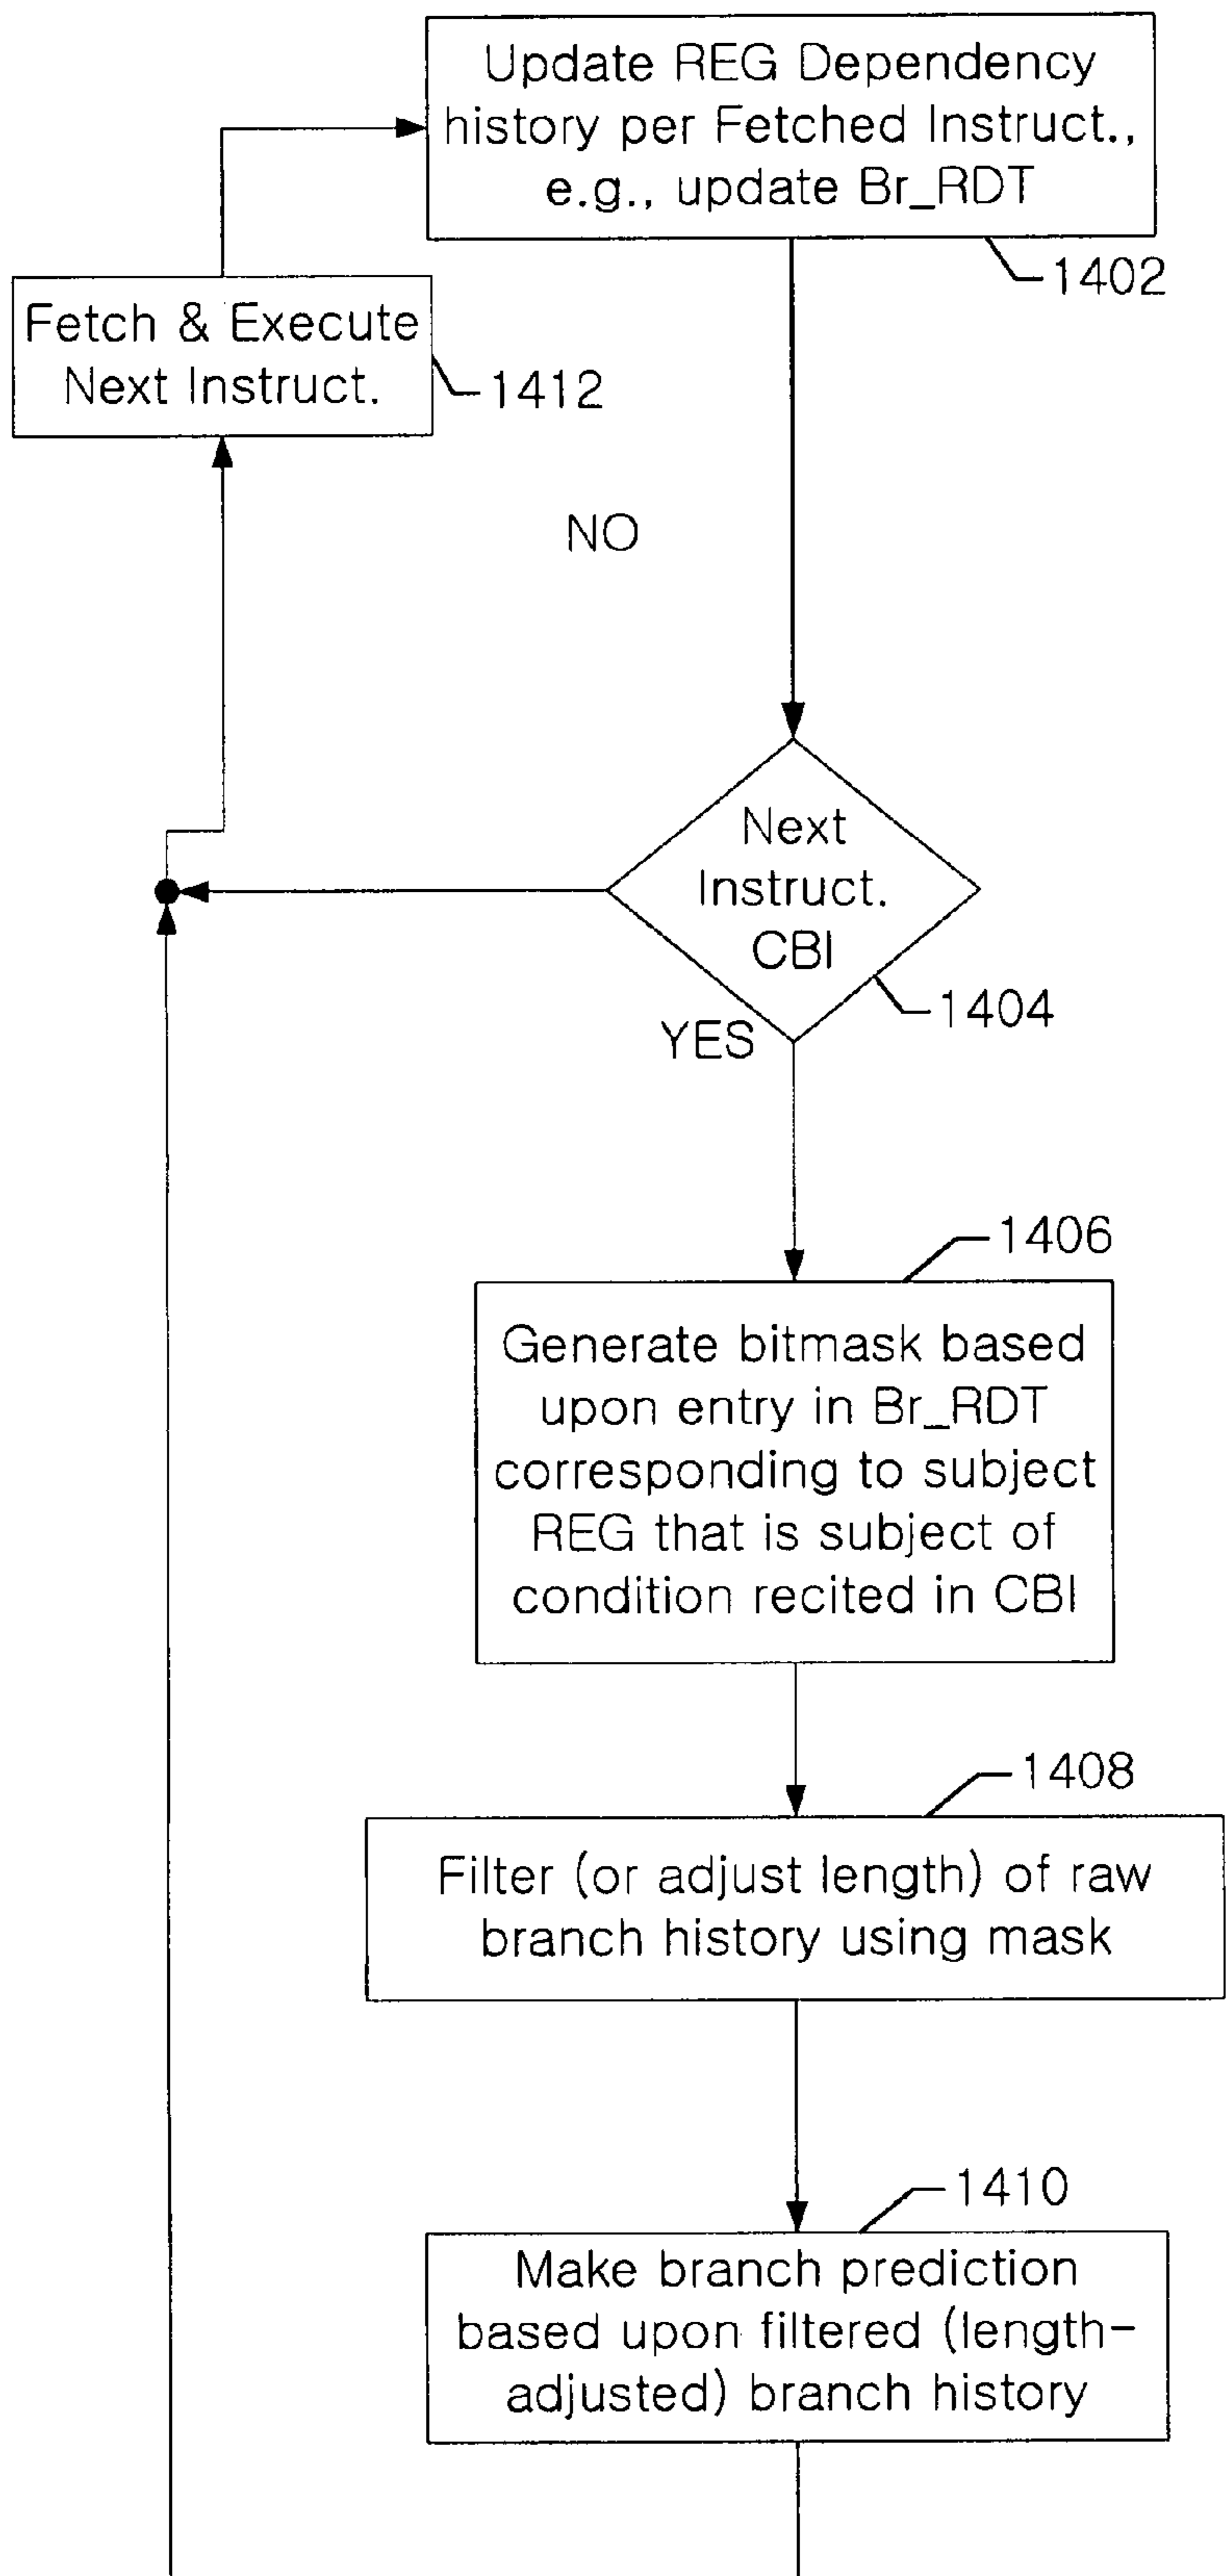 Update REG Dependency
history per Fetched Instruct.,
e.g., update Br_RDT
1402
Fetch & Execute
Next Instruct.
1412
NO
Next
Instruct.
CBI
1404
YES
1406
Generate bitmask based
upon entry in Br_RDT
corresponding to subject
REG that is subject of
condition recited in CBI
1408
Filter (or adjust length) of raw
branch history using mask
1410
Make branch prediction
based upon filtered (length-
adjusted) branch history